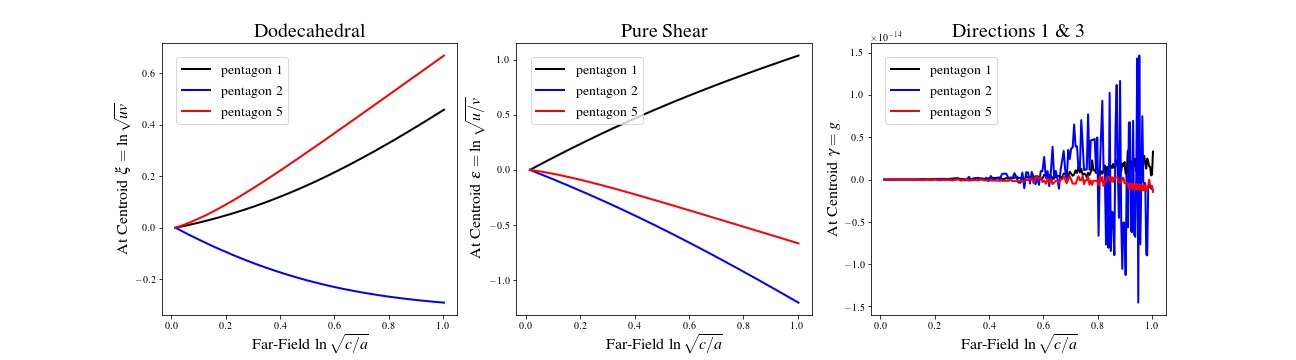 Dodecahedral
At Centroid ξ = ln √uv
0.6
0.4
0.2
0.0
−0.2
pentagon 1
pentagon 2
pentagon 5
0.0 0.2 0.4 0.6 0.8 1.0
Far-Field ln √c/a
Pure Shear
At Centroid ε = ln √u/v
1.0
0.5
0.0
−0.5
−1.0
pentagon 1
pentagon 2
pentagon 5
0.0 0.2 0.4 0.6 0.8 1.0
Far-Field ln √c/a
Directions 1 & 3
×10−14
At Centroid γ = g
1.5
1.0
0.5
0.0
−0.5
−1.0
−1.5
pentagon 1
pentagon 2
pentagon 5
0.0 0.2 0.4 0.6 0.8 1.0
Far-Field ln √c/a